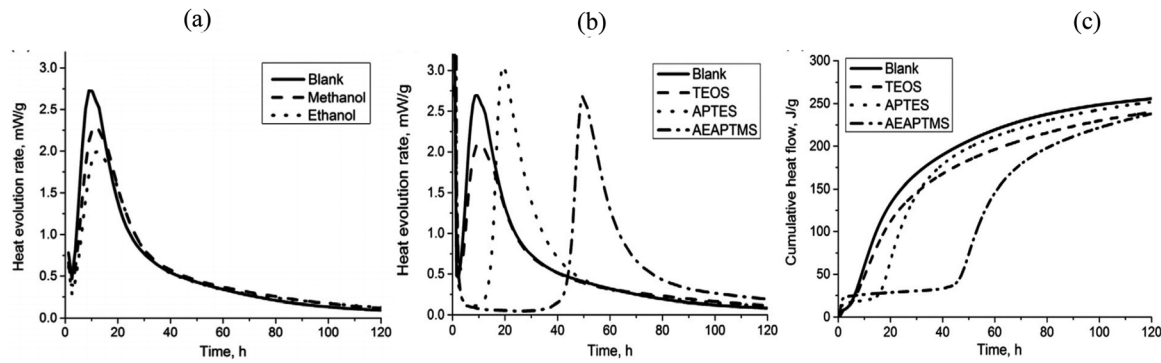 (a)
(b)
(c)
Heat evolution rate, mW/g
3.0
2.5
2.0
1.5
1.0
0.5
0.0
Blank
Methanol
Ethanol
0 20 40 60 80 100 120
Time, h
Heat evolution rate, mW/g
3.0
2.5
2.0
1.5
1.0
0.5
0.0
Blank
TEOS
APTES
AEAPTMS
0 20 40 60 80 100 120
Time, h
Cumulative heat flow, J/g
300
250
200
150
100
50
0
Blank
TEOS
APTES
AEAPTMS
0 20 40 60 80 100 120
Time, h